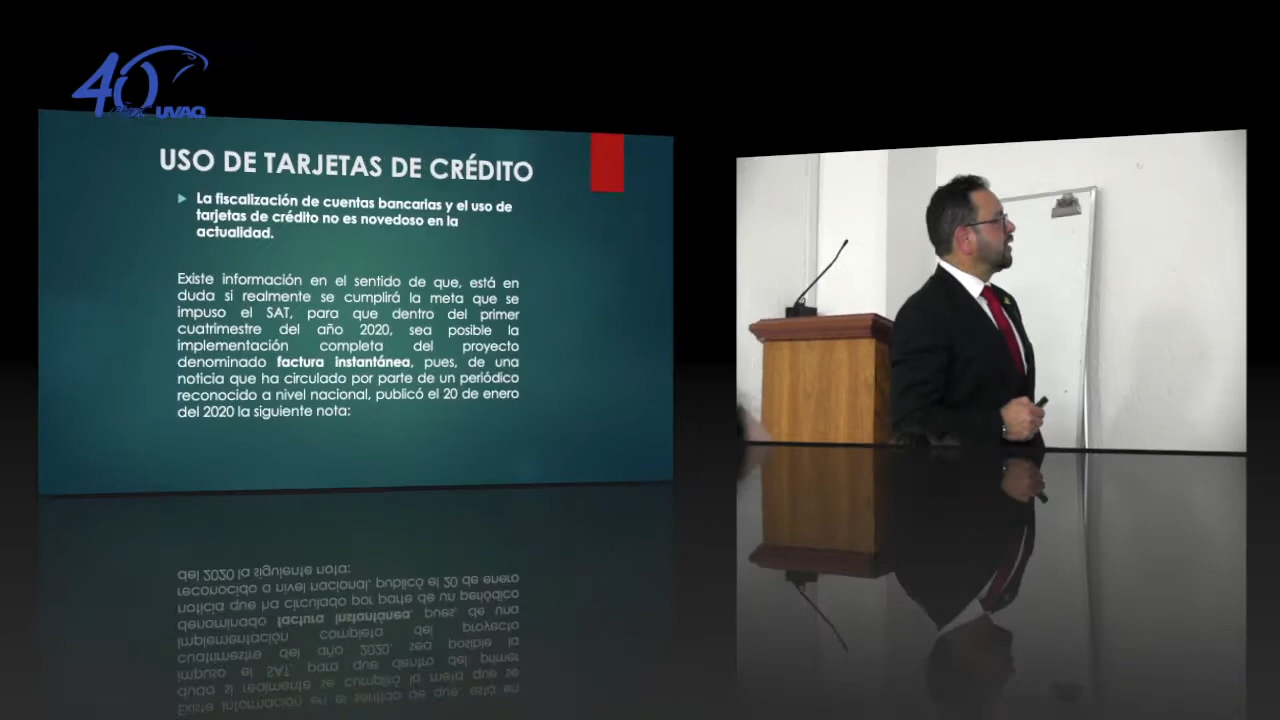 40
UVAQ
USO DE TARJETAS DE CRÉDITO
La fiscalización de cuentas bancarias y el uso de
tarjetas de crédito no es novedoso en la
actualidad.
Existe información en el sentido de que, está en
duda si realmente se cumplirá la meta que se
impuso el SAT, para que dentro del primer
cuatrimestre del año 2020, sea posible la
implementación completa del proyecto
denominado factura instantánea, pues, de una
noticia que ha circulado por parte de un periódico
reconocido a nivel nacional, publicó el 20 de enero
del 2020 la siguiente nota: